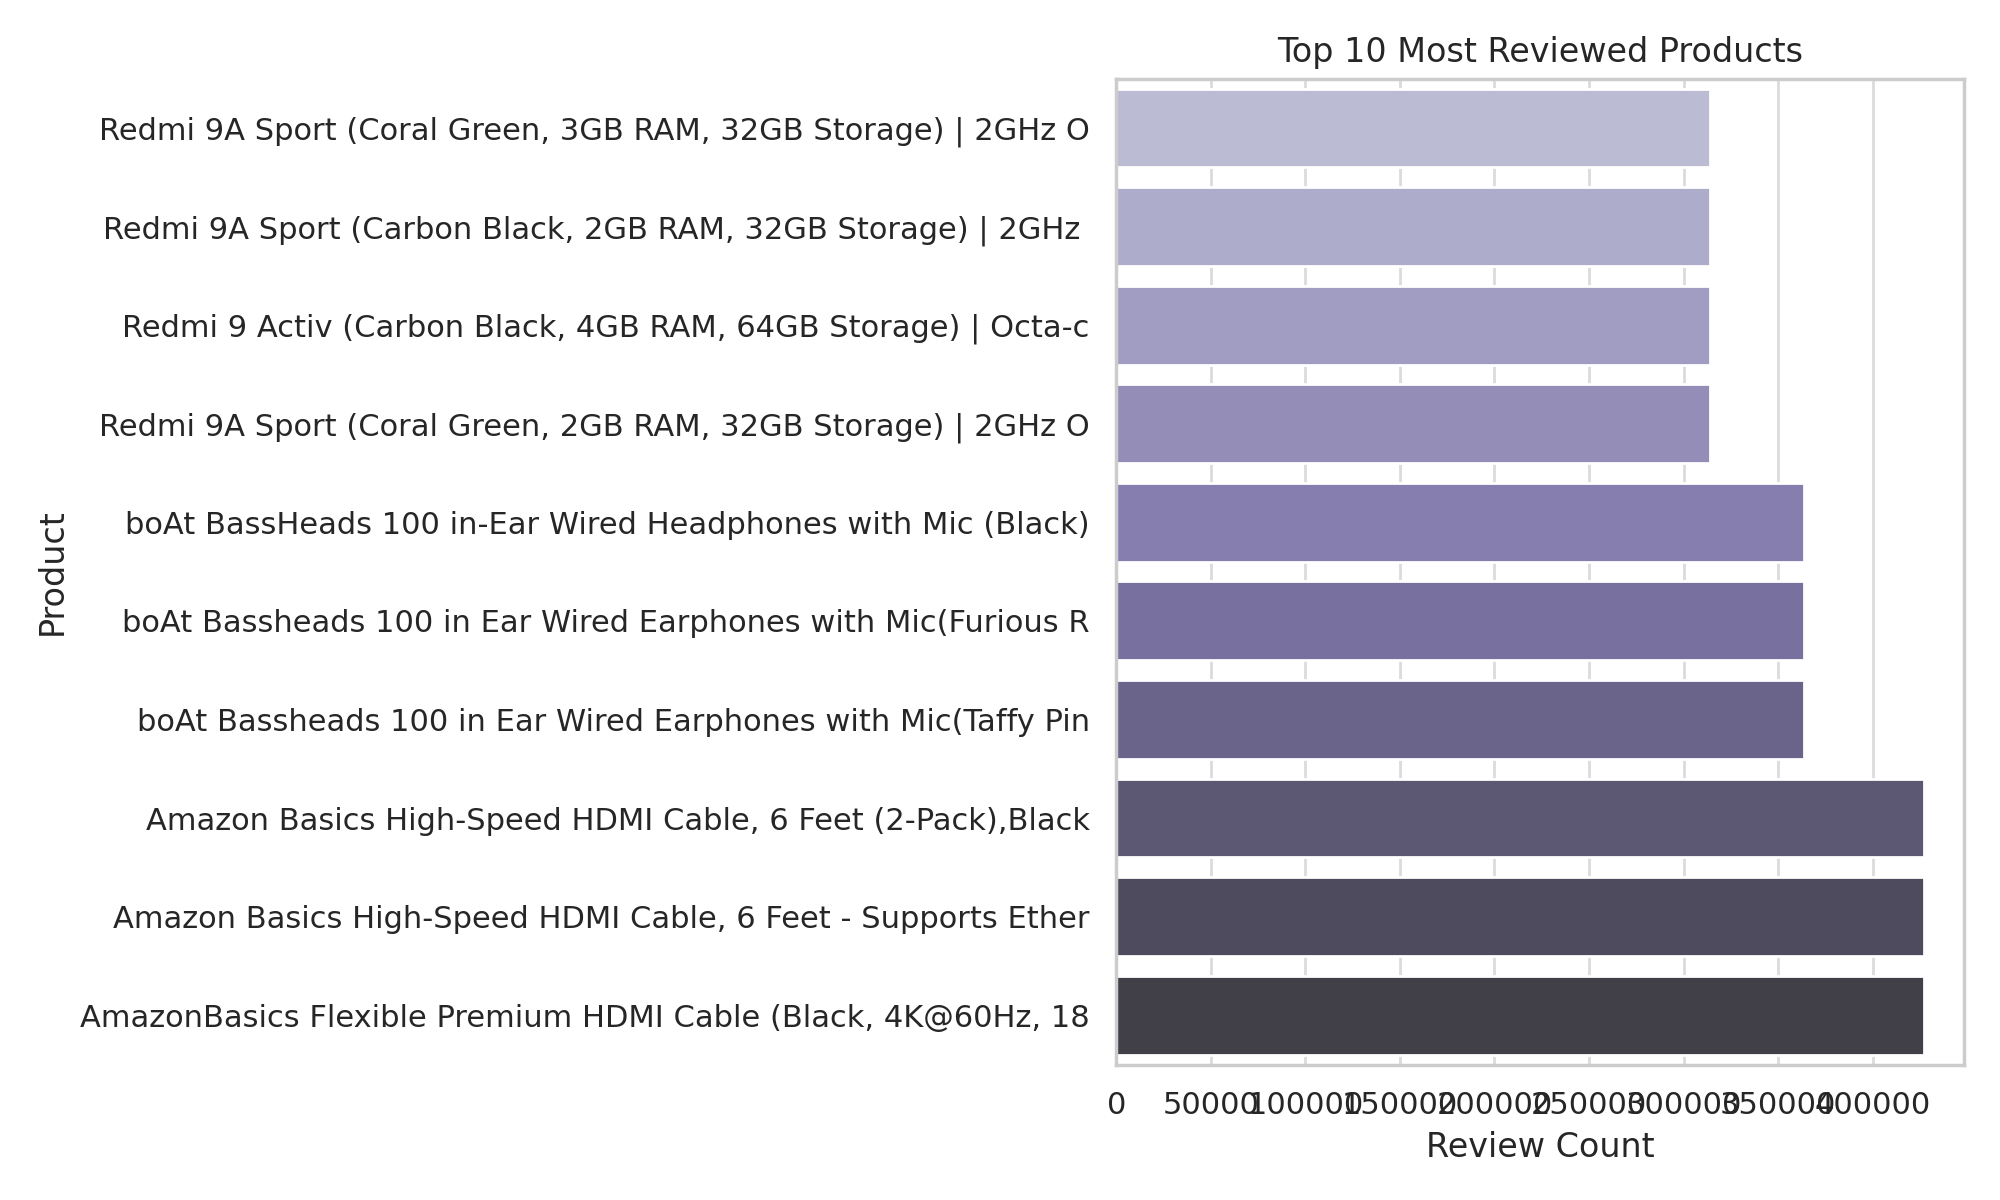 Top 10 Most Reviewed Products
Redmi 9A Sport (Coral Green, 3GB RAM, 32GB Storage) | 2GHz O
Redmi 9A Sport (Carbon Black, 2GB RAM, 32GB Storage) | 2GHz
Redmi 9 Activ (Carbon Black, 4GB RAM, 64GB Storage) | Octa-c
Redmi 9A Sport (Coral Green, 2GB RAM, 32GB Storage) | 2GHz O
boAt BassHeads 100 in-Ear Wired Headphones with Mic (Black)
boAt Bassheads 100 in Ear Wired Earphones with Mic(Furious R
boAt Bassheads 100 in Ear Wired Earphones with Mic(Taffy Pin
Amazon Basics High-Speed HDMI Cable, 6 Feet (2-Pack),Black
Amazon Basics High-Speed HDMI Cable, 6 Feet - Supports Ether
AmazonBasics Flexible Premium HDMI Cable (Black, 4K@60Hz, 18
Product
0 50000 100000 150000 200000 250000 300000 350000 400000
Review Count